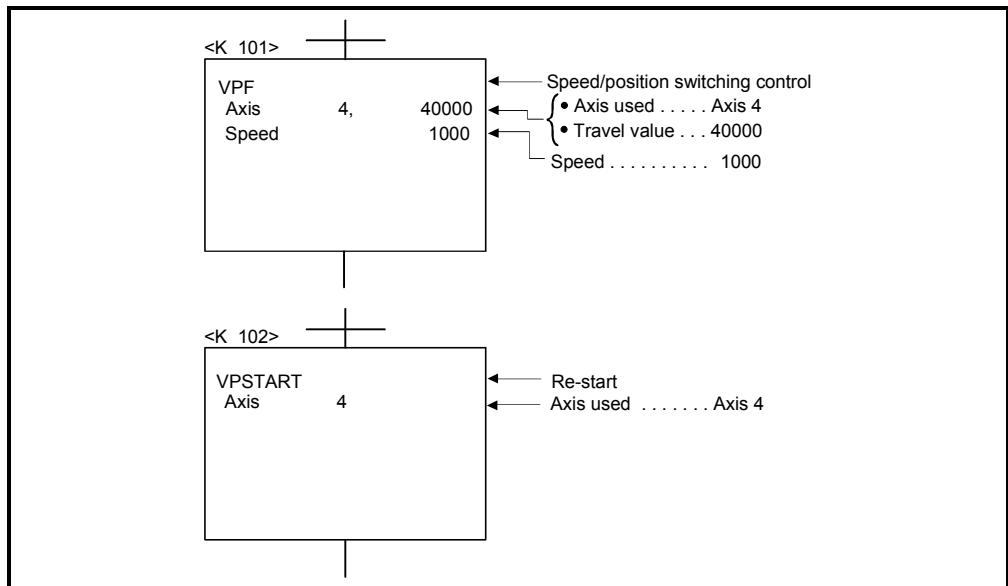 <K 101>
VPF
Axis 4, 40000
Speed 1000
Speed/position switching control
• Axis used . . . . . Axis 4
• Travel value . . . 40000
Speed . . . . . . . . . . 1000
<K 102>
VPSTART
Axis 4
Re-start
Axis used . . . . . . . Axis 4